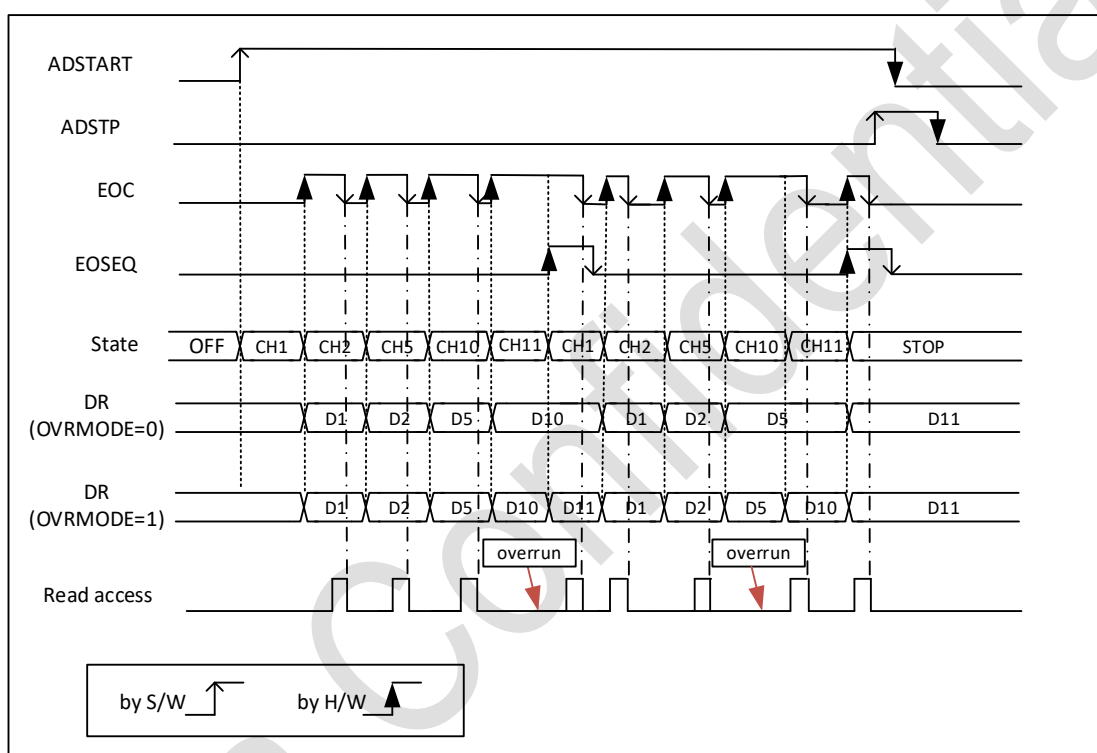 ADSTART
ADSTP
EOC
EOSEQ
State OFF CH1 CH2 CH5 CH10 CH11 CH1 CH2 CH5 CH10 CH11 STOP
DR
(OVRMODE=0) D1 D2 D5 D10 D1 D2 D5 D11
DR
(OVRMODE=1) D1 D2 D5 D10 D11 D1 D2 D5 D10 D11
overrun overrun
Read access
by S/W by H/W
Confidential